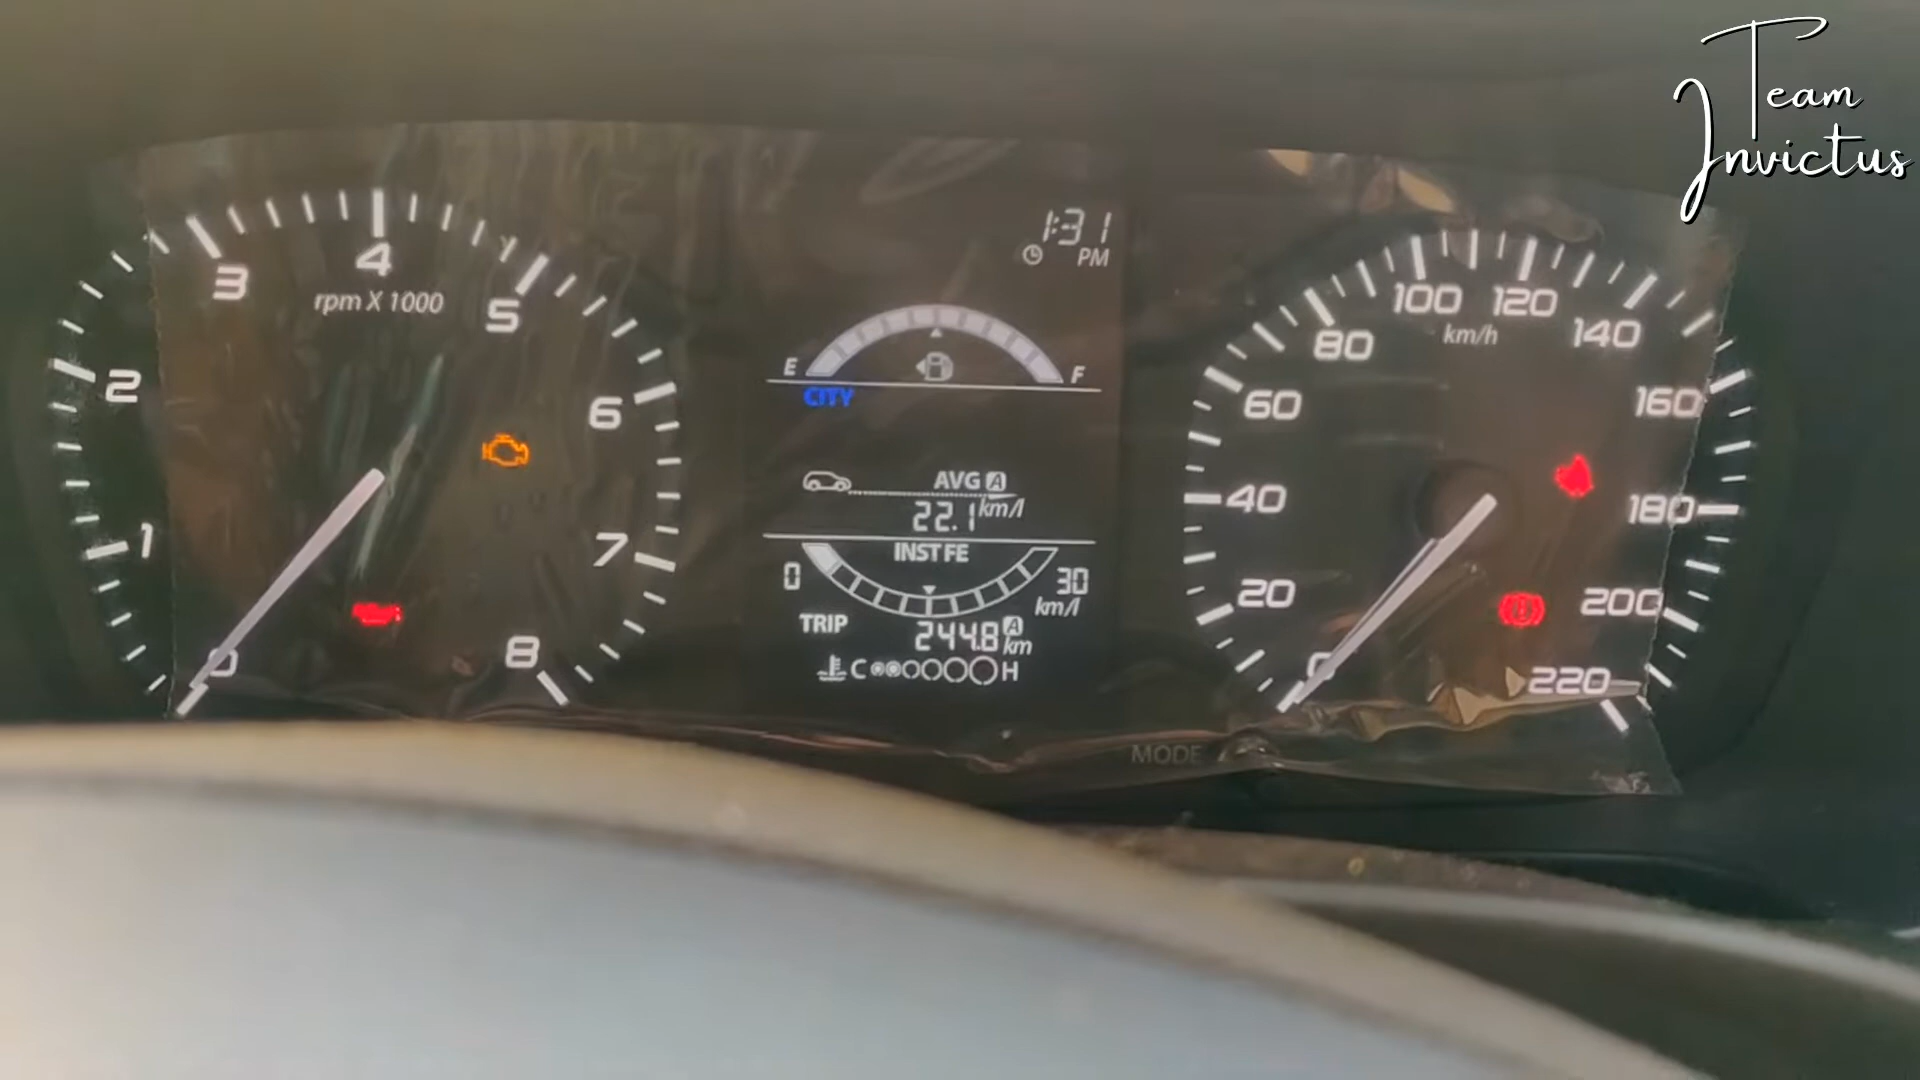 Team
Invictus
1:31
PM
0
1
2
3
4
5
6
7
8
rpm X 1000
E
F
CITY
AVG A
22.1 km/l
INST FE
0
30
km/l
TRIP
244.8 A km
C
H
0
20
40
60
80
100
120
140
160
180
200
220
km/h
MODE